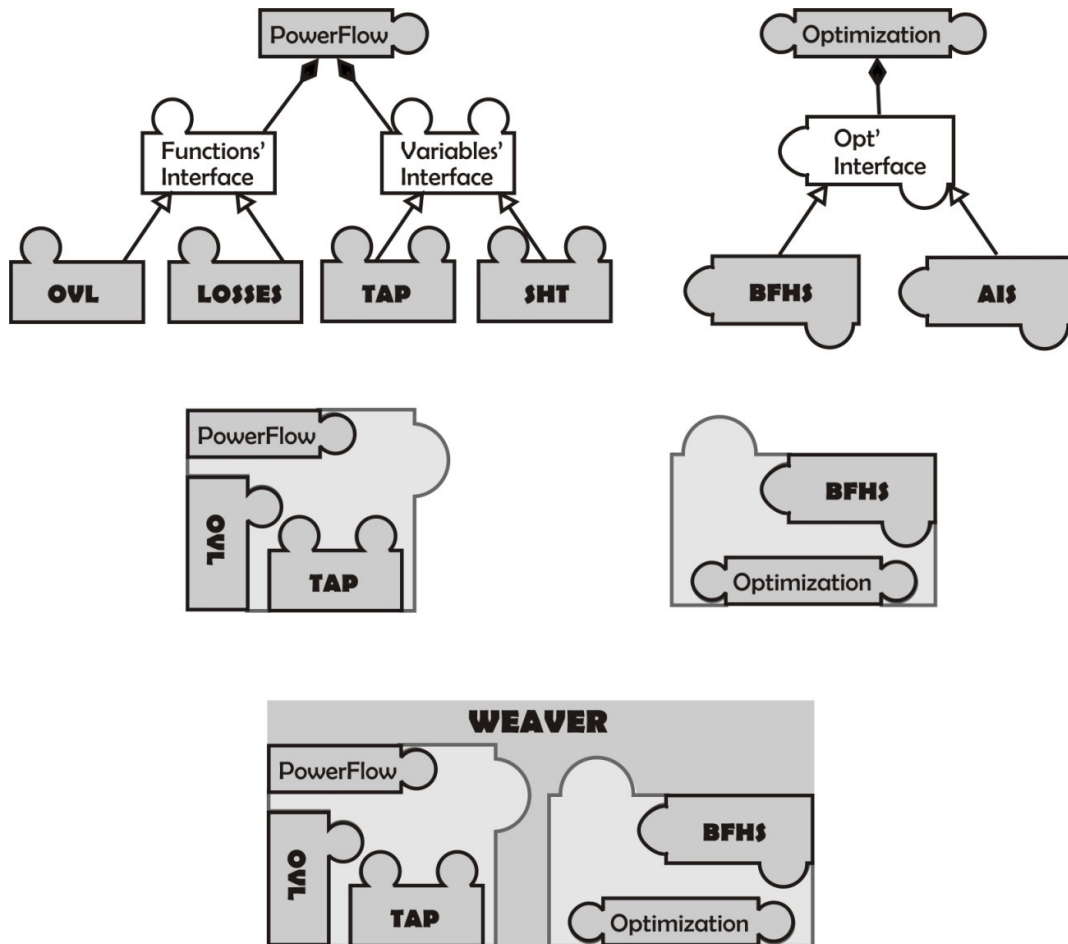 PowerFlow
Optimization
Functions'
Interface
Variables'
Interface
Opt'
Interface
OVL
LOSSES
TAP
SHT
BFHS
AIS
PowerFlow
OVL
TAP
BFHS
Optimization
WEAVER
PowerFlow
OVL
TAP
BFHS
Optimization